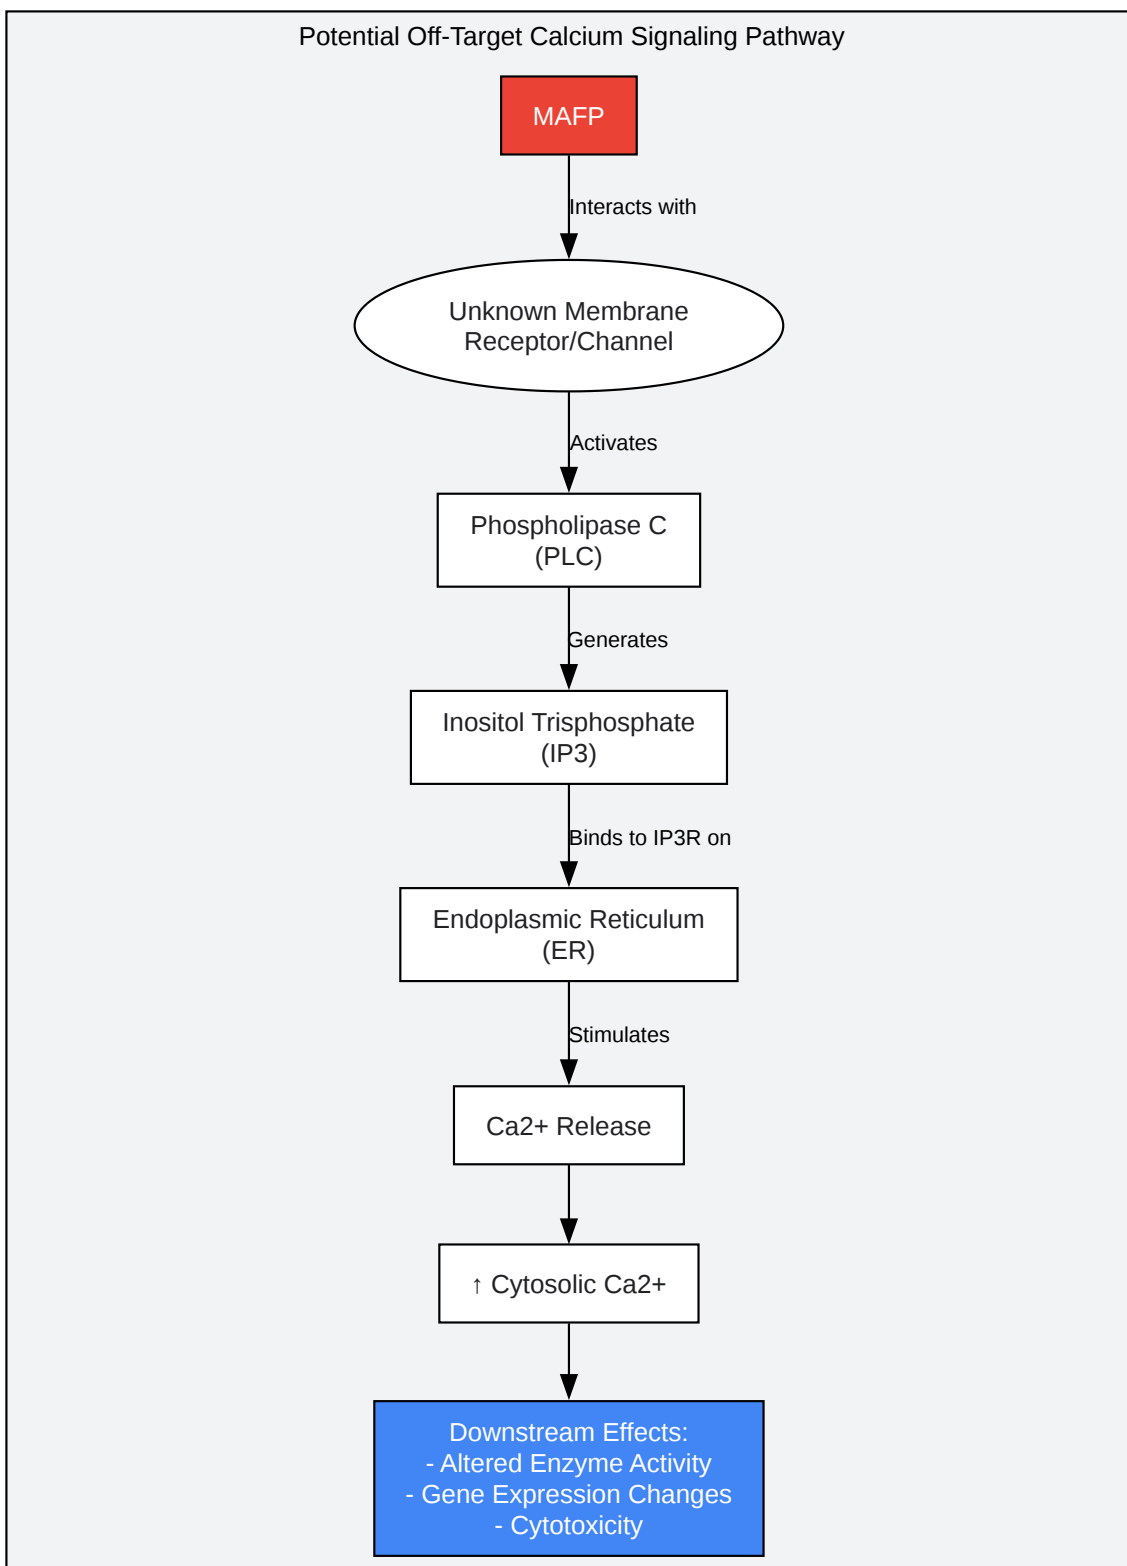 Potential Off-Target Calcium Signaling Pathway
MAFP
Interacts with
Unknown Membrane
Receptor/Channel
Activates
Phospholipase C
(PLC)
Generates
Inositol Trisphosphate
(IP3)
Binds to IP3R on
Endoplasmic Reticulum
(ER)
Stimulates
Ca2+ Release
↑ Cytosolic Ca2+
Downstream Effects:
- Altered Enzyme Activity
- Gene Expression Changes
- Cytotoxicity